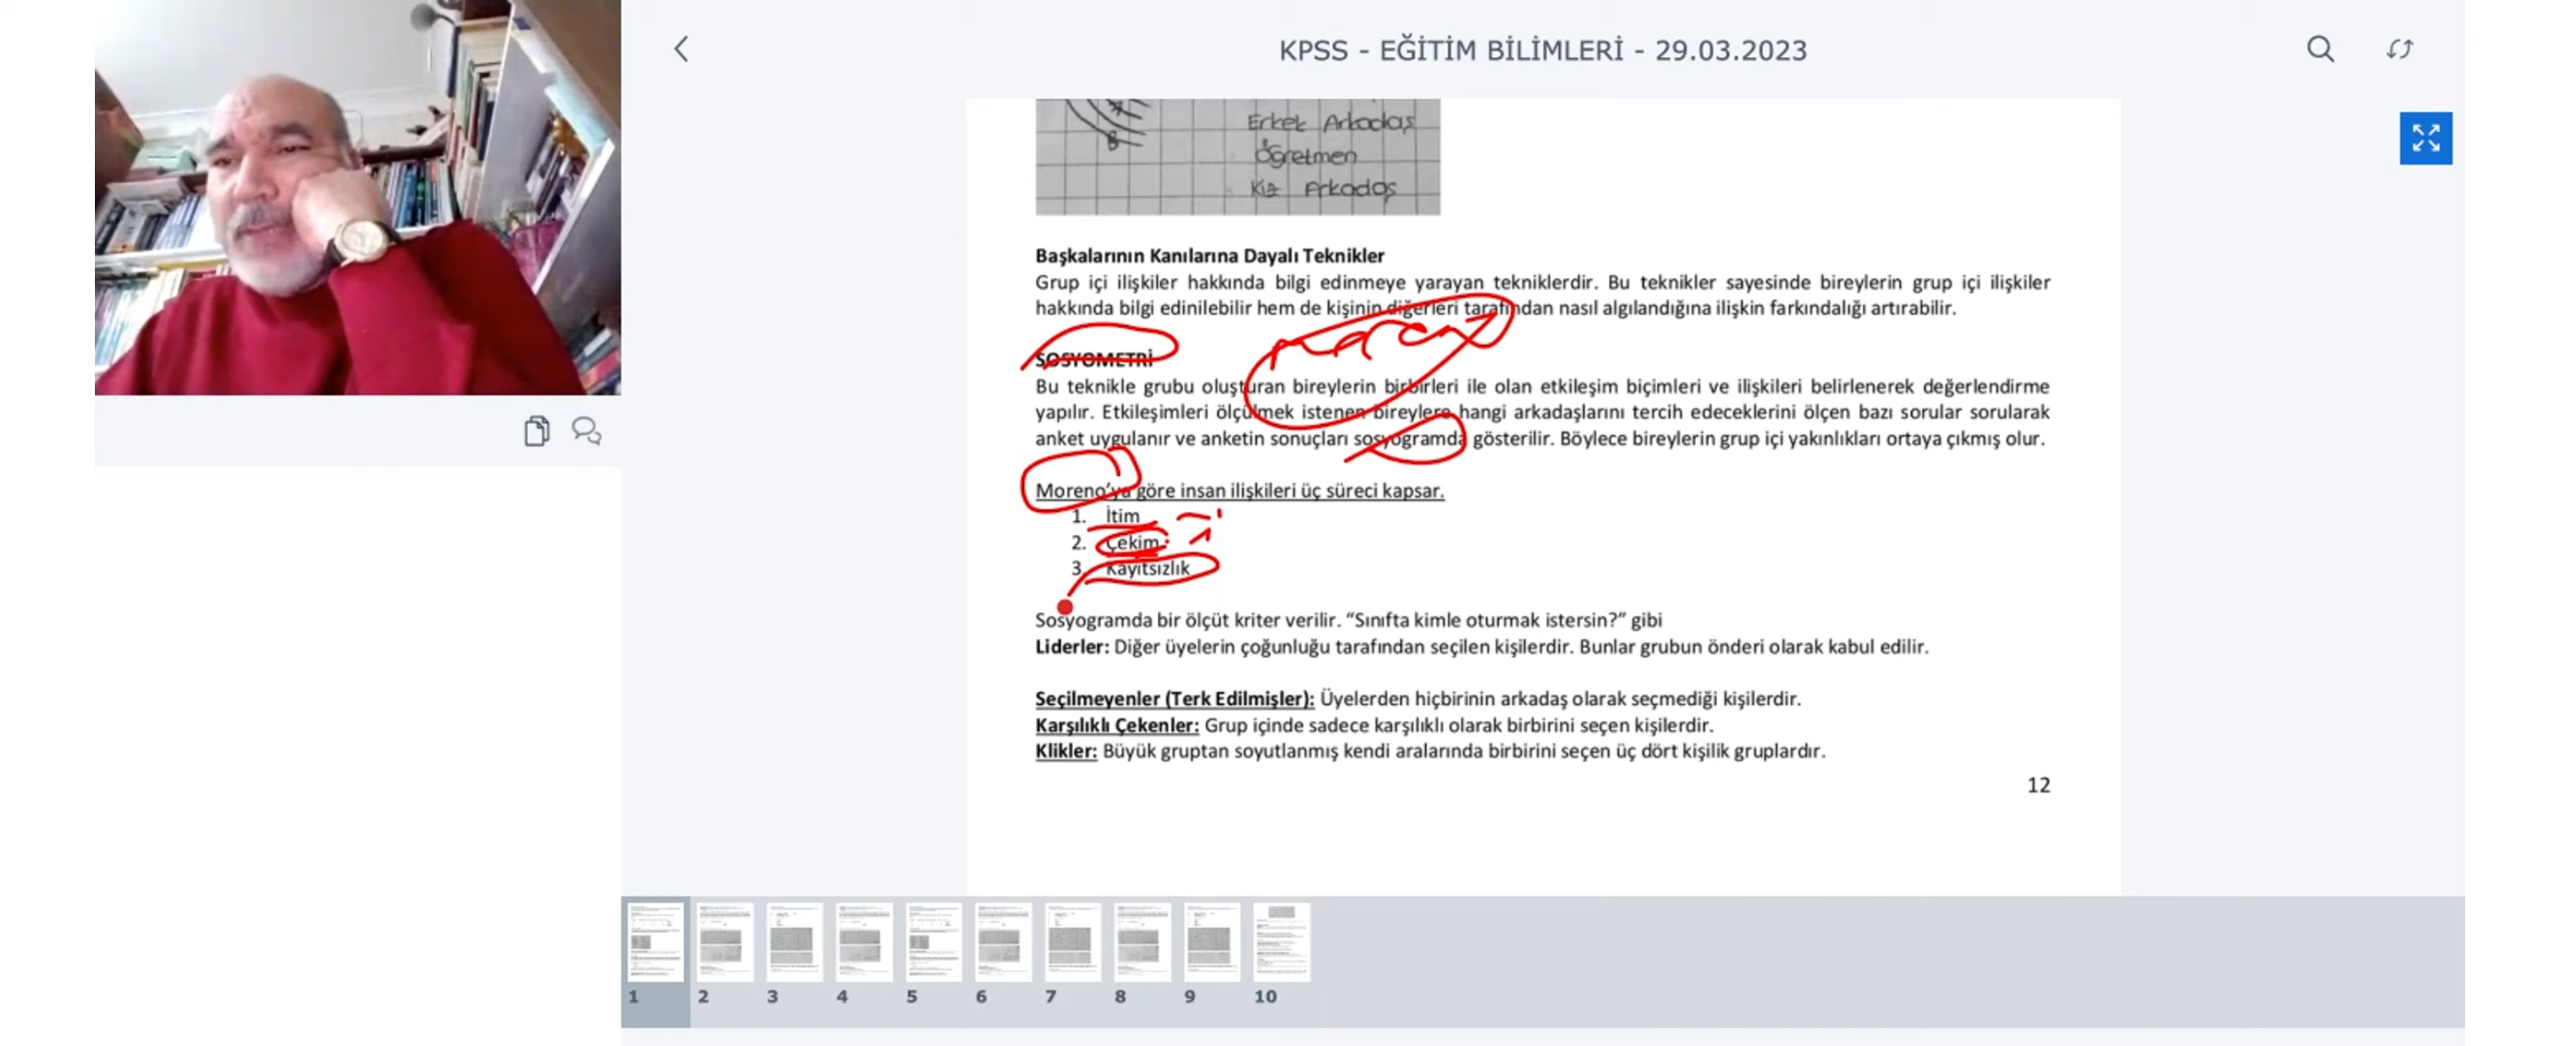 KPSS - EĞİTİM BİLİMLERİ - 29.03.2023
Erkek Arkadaş
Öğretmen
Kız Arkadaş
Başkalarının Kanılarına Dayalı Teknikler
Grup içi ilişkiler hakkında bilgi edinmeye yarayan tekniklerdir. Bu teknikler sayesinde bireylerin grup içi ilişkiler
hakkında bilgi edinilebilir hem de kişinin diğerleri tarafından nasıl algılandığına ilişkin farkındalığı artırabilir.
SOSYOMETRİ
Bu teknikle grubu oluşturan bireylerin birbirleri ile olan etkileşim biçimleri ve ilişkileri belirlenerek değerlendirme
yapılır. Etkileşimleri ölçülmek istenen bireylere hangi arkadaşlarını tercih edeceklerini ölçen bazı sorular sorularak
anket uygulanır ve anketin sonuçları sosyogramda gösterilir. Böylece bireylerin grup içi yakınlıkları ortaya çıkmış olur.
Moreno'ya göre insan ilişkileri üç süreci kapsar.
1. İtim
2. Çekim
3. Kayıtsızlık
Sosyogramda bir ölçüt kriter verilir. “Sınıfta kimle oturmak istersin?” gibi
Liderler: Diğer üyelerin çoğunluğu tarafından seçilen kişilerdir. Bunlar grubun önderi olarak kabul edilir.
Seçilmeyenler (Terk Edilmişler): Üyelerden hiçbirinin arkadaş olarak seçmediği kişilerdir.
Karşılıklı Çekenler: Grup içinde sadece karşılıklı olarak birbirini seçen kişilerdir.
Klikler: Büyük gruptan soyutlanmış kendi aralarında birbirini seçen üç dört kişilik gruplardır.
12
1 2 3 4 5 6 7 8 9 10